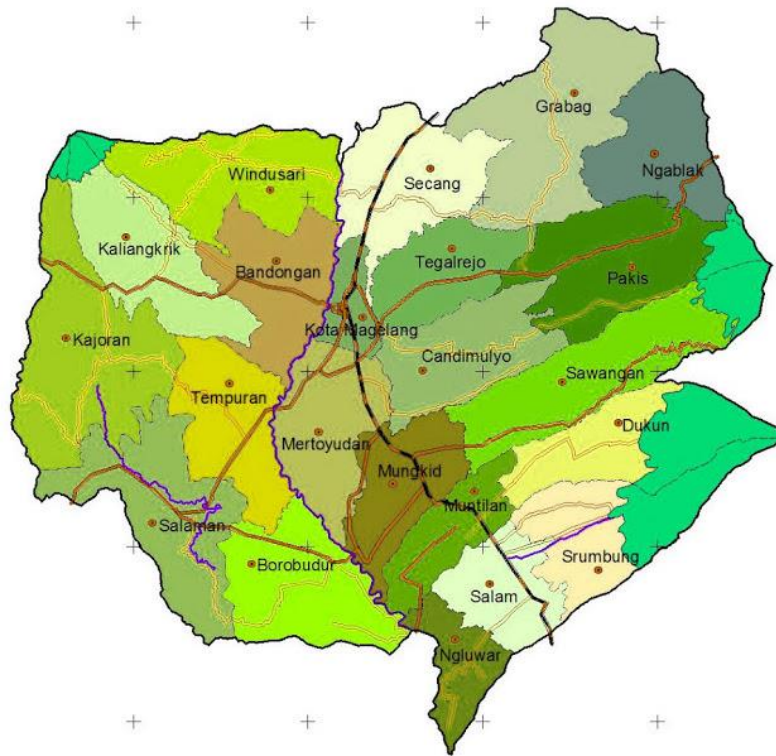 Grabag
Ngablak
Secang
Windusari
Kaliangkrik
Tegalrejo
Bandongan
Pakis
Kota Magelang
Kajoran
Candimulyo
Sawangan
Tempuran
Dukun
Mertoyudan
Mungkid
Muntilan
Salaman
Borobudur
Srumbung
Salam
Ngluwar